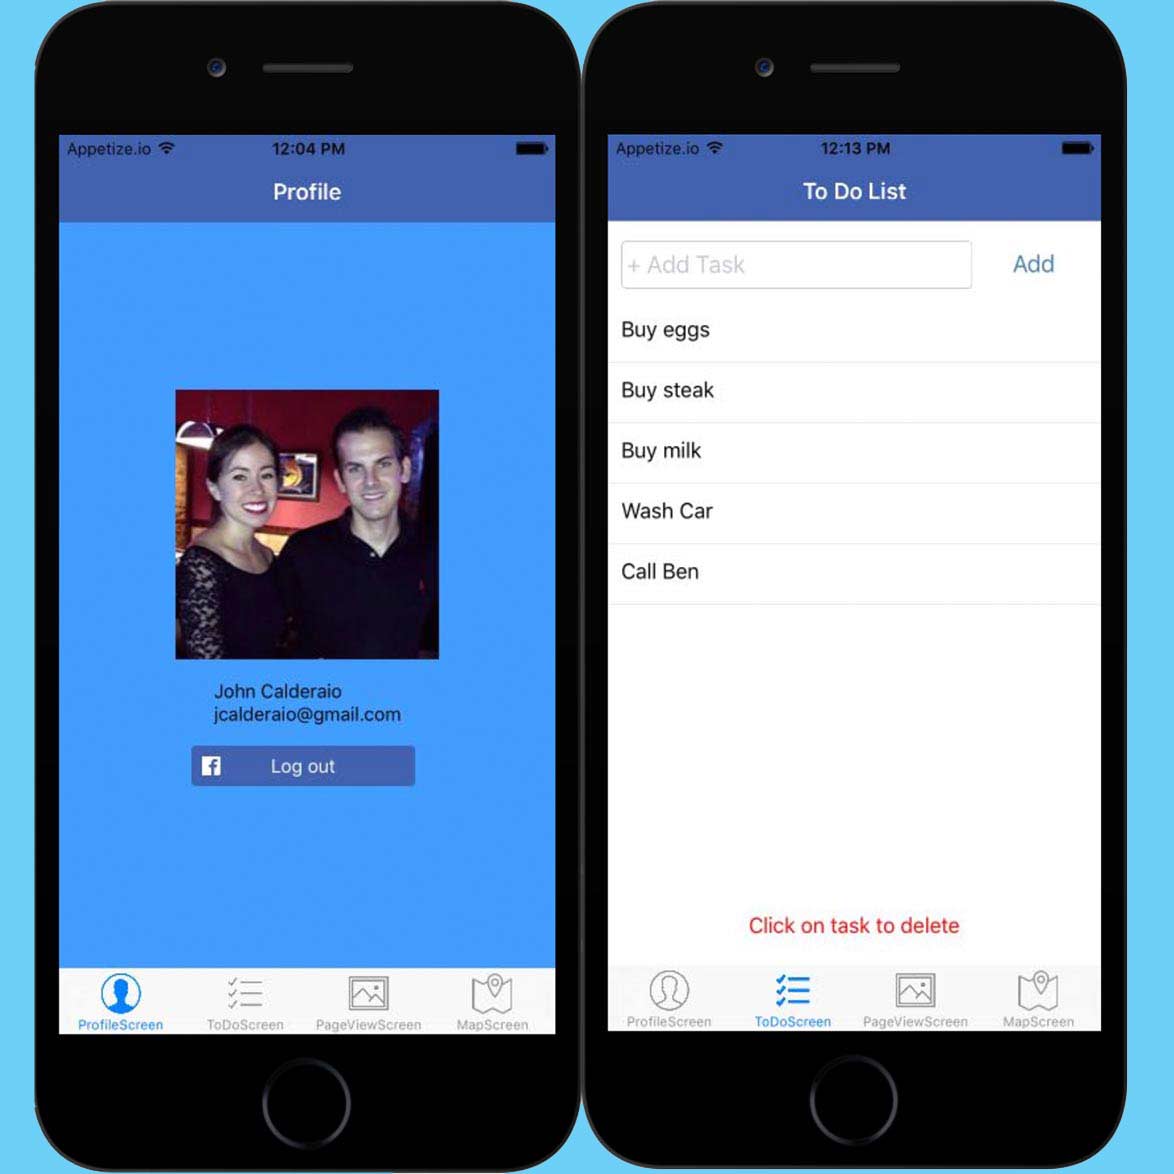 Appetize.io 12:04 PM
Profile
John Calderaio
jcalderaio@gmail.com
Log out
ProfileScreen ToDoScreen PageViewScreen MapScreen
Appetize.io 12:13 PM
To Do List
+ Add Task Add
Buy eggs
Buy steak
Buy milk
Wash Car
Call Ben
Click on task to delete
ProfileScreen ToDoScreen PageViewScreen MapScreen